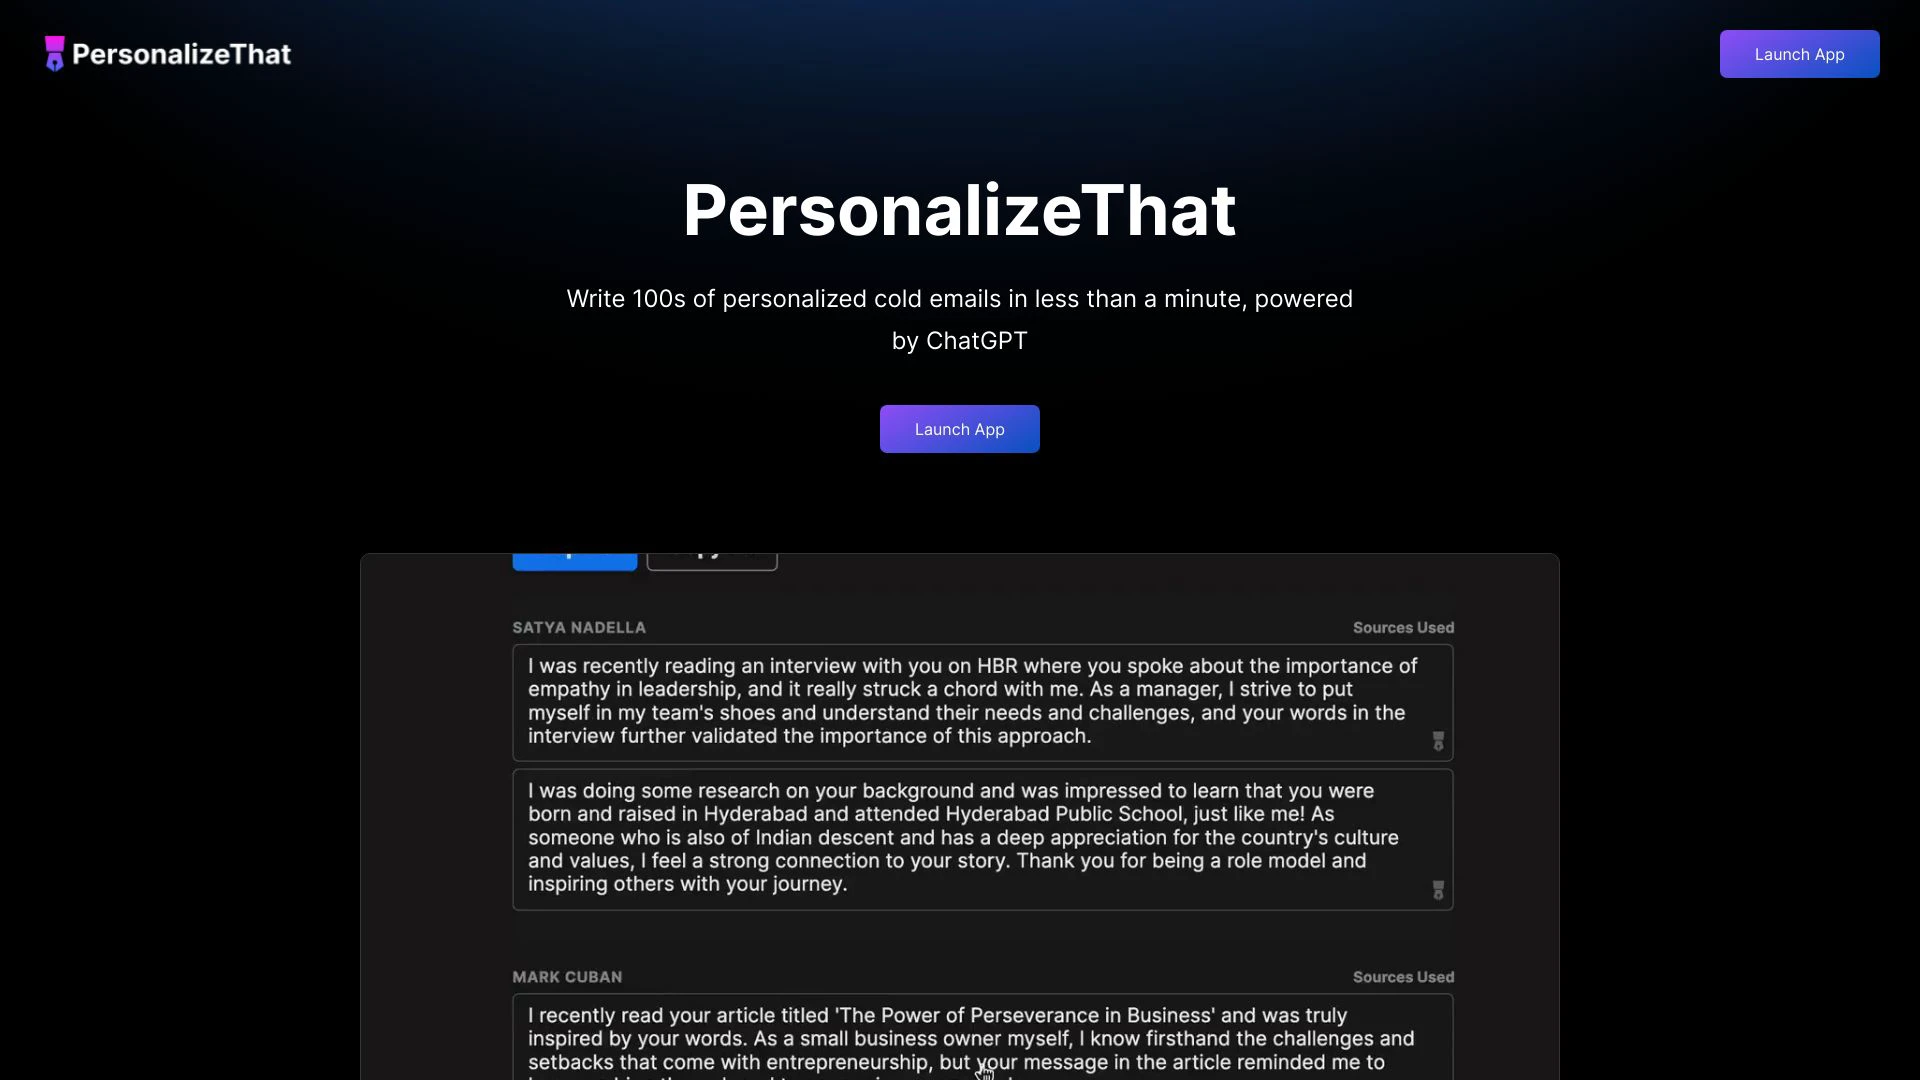 PersonalizeThat
Launch App
PersonalizeThat
Write 100s of personalized cold emails in less than a minute, powered
by ChatGPT
Launch App
SATYA NADELLA
Sources Used
I was recently reading an interview with you on HBR where you spoke about the importance of
empathy in leadership, and it really struck a chord with me. As a manager, I strive to put
myself in my team's shoes and understand their needs and challenges, and your words in the
interview further validated the importance of this approach.
I was doing some research on your background and was impressed to learn that you were
born and raised in Hyderabad and attended Hyderabad Public School, just like me! As
someone who is also of Indian descent and has a deep appreciation for the country's culture
and values, I feel a strong connection to your story. Thank you for being a role model and
inspiring others with your journey.
MARK CUBAN
Sources Used
I recently read your article titled 'The Power of Perseverance in Business' and was truly
inspired by your words. As a small business owner myself, I know firsthand the challenges and
setbacks that come with entrepreneurship, but your message in the article reminded me to